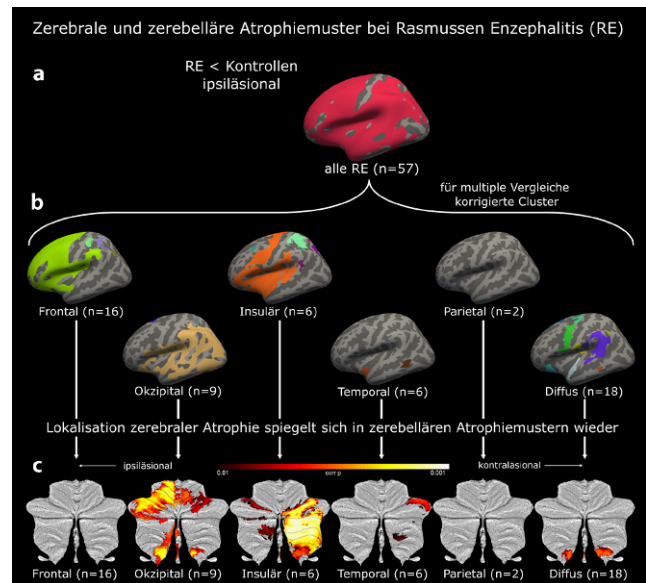 Zerebrale und zerebelläre Atrophiemuster bei Rasmussen Enzephalitis (RE)
a
RE < Kontrollen
ipsiläsional
alle RE (n=57)
b
für multiple Vergleiche
korrigierte Cluster
Frontal (n=16)
Insulär (n=6)
Parietal (n=2)
Okzipital (n=9)
Temporal (n=6)
Diffus (n=18)
Lokalisation zerebraler Atrophie spiegelt sich in zerebellären Atrophiemustern wieder
c
ipsiläsional
kontraläsional
0.01
corr p
0.001
Frontal (n=16)
Okzipital (n=9)
Insulär (n=6)
Temporal (n=6)
Parietal (n=2)
Diffus (n=18)